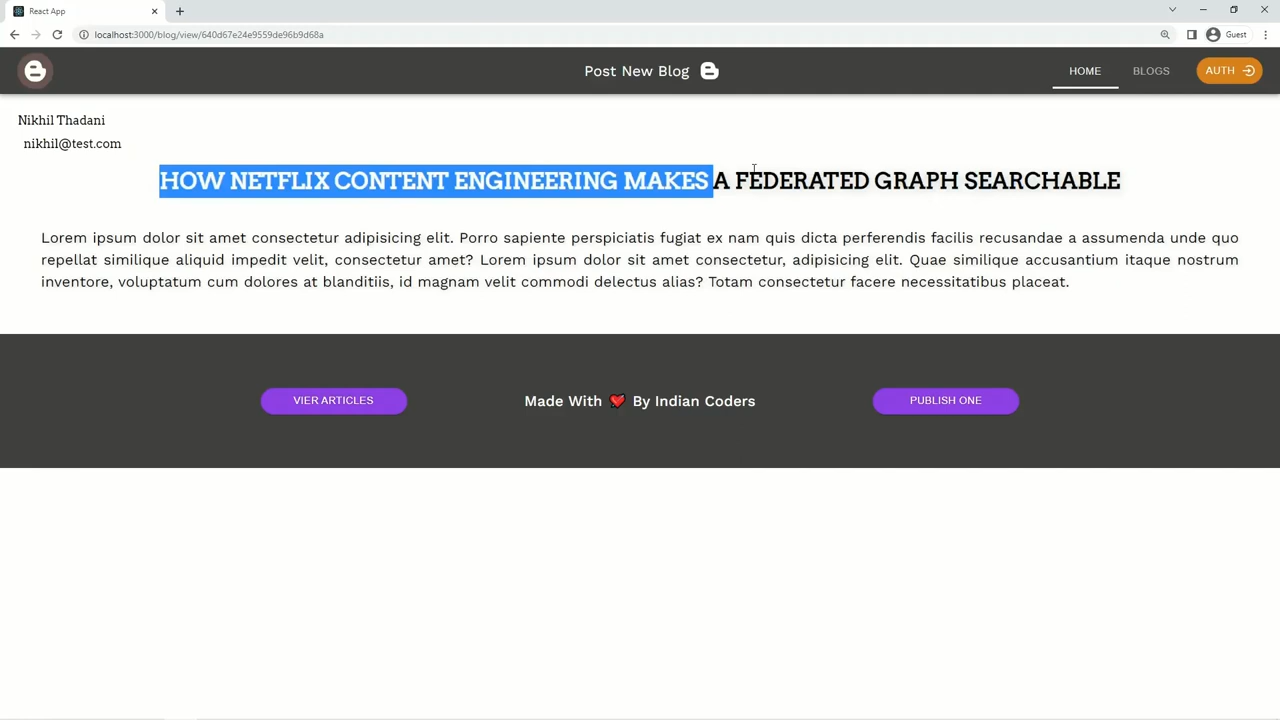 React App
localhost:3000/blog/view/640d67e24e9559de96b9d68a
Guest
Post New Blog
HOME
BLOGS
AUTH
Nikhil Thadani
nikhil@test.com
HOW NETFLIX CONTENT ENGINEERING MAKES A FEDERATED GRAPH SEARCHABLE
Lorem ipsum dolor sit amet consectetur adipisicing elit. Porro sapiente perspiciatis fugiat ex nam quis dicta perferendis facilis recusandae a assumenda unde quo
repellat similique aliquid impedit velit, consectetur amet? Lorem ipsum dolor sit amet consectetur, adipisicing elit. Quae similique accusantium itaque nostrum
inventore, voluptatum cum dolores at blanditiis, id magnam velit commodi delectus alias? Totam consectetur facere necessitatibus placeat.
VIER ARTICLES
Made With ❤️ By Indian Coders
PUBLISH ONE